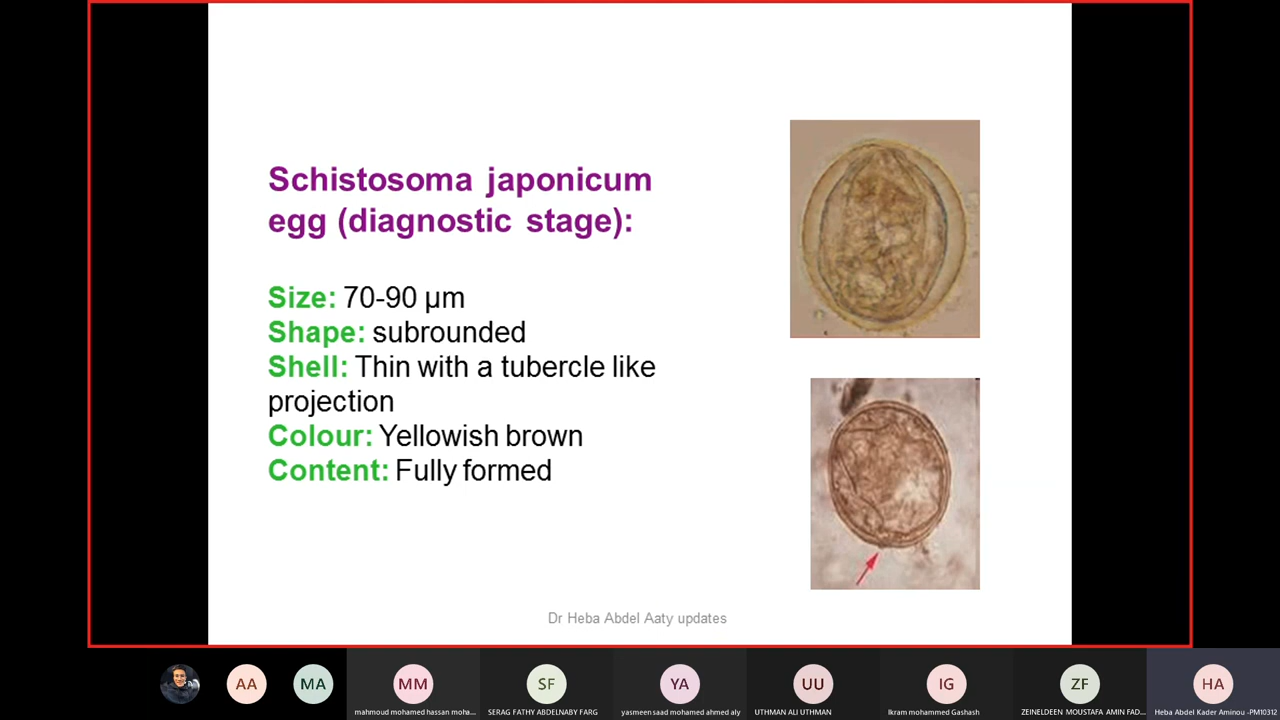 Schistosoma japonicum
egg (diagnostic stage):
Size: 70-90 µm
Shape: subrounded
Shell: Thin with a tubercle like
projection
Colour: Yellowish brown
Content: Fully formed
Dr Heba Abdel Aaty updates
AA
MA
MM
SF
YA
UU
IG
ZF
HA
mahmoud mohamed hassan moha...
SERAG FATHY ABDELNABY FARG
yasmeen saad mohamed ahmed aly
UTHMAN ALI UTHMAN
Ikram mohammed Gashash
ZEINELDEEN MOUSTAFA AMIN FAD...
Heba Abdel Kader Aminou -PM10312